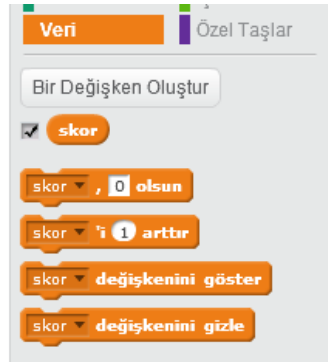 Veri Özel Taşlar
Bir Değişken Oluştur
skor
skor , 0 olsun
skor 'i 1 arttır
skor değişkenini göster
skor değişkenini gizle